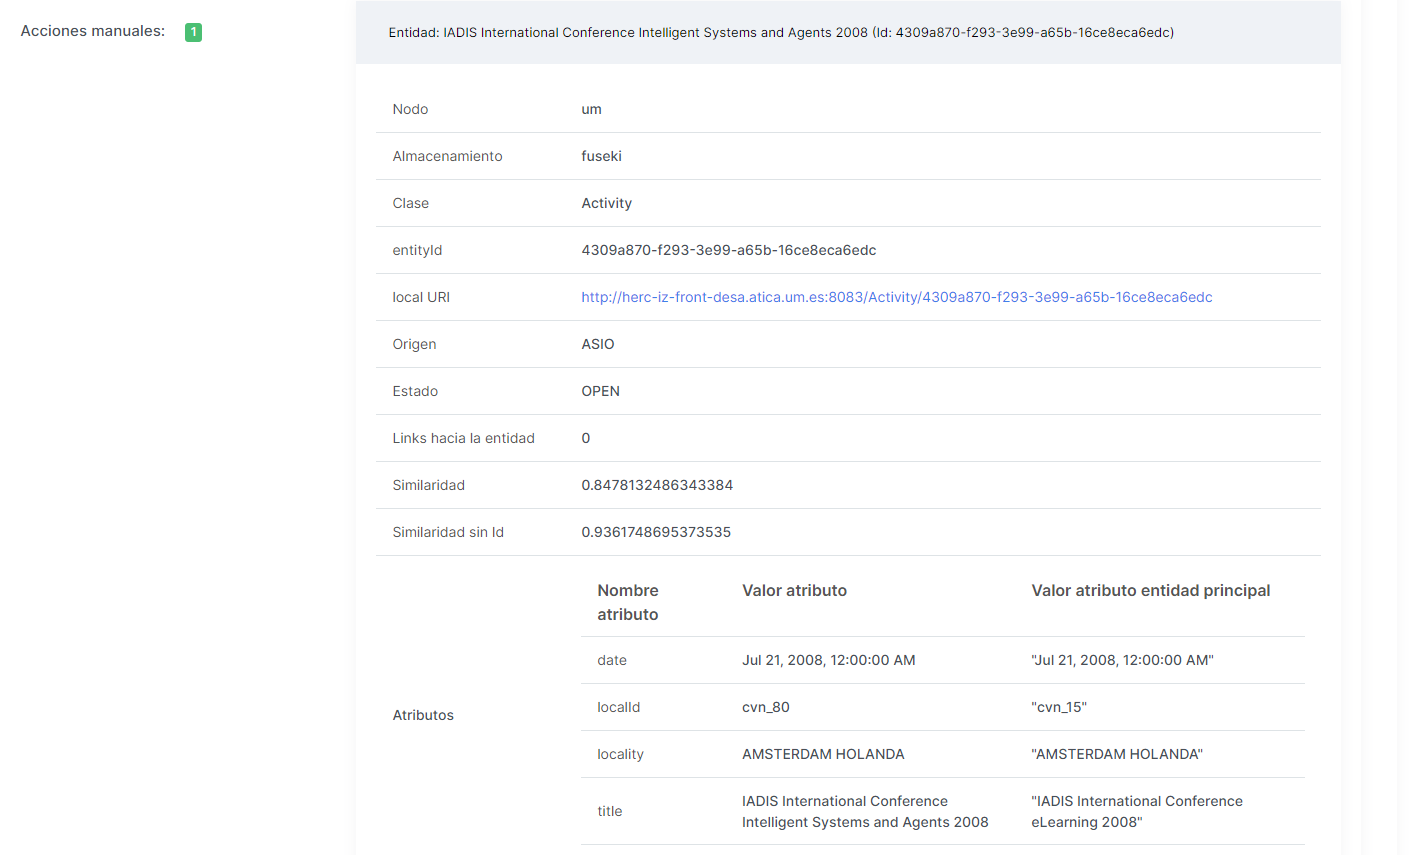 Acciones manuales: 1
Entidad: IADIS International Conference Intelligent Systems and Agents 2008 (Id: 4309a870-f293-3e99-a65b-16ce8eca6edc)
Nodo um
Almacenamiento fuseki
Clase Activity
entityId 4309a870-f293-3e99-a65b-16ce8eca6edc
local URI http://herc-iz-front-desa.atica.um.es:8083/Activity/4309a870-f293-3e99-a65b-16ce8eca6edc
Origen ASIO
Estado OPEN
Links hacia la entidad 0
Similaridad 0.8478132486343384
Similaridad sin Id 0.9361748695373535
Atributos
Nombre atributo Valor atributo Valor atributo entidad principal
date Jul 21, 2008, 12:00:00 AM "Jul 21, 2008, 12:00:00 AM"
localId cvn_80 "cvn_15"
locality AMSTERDAM HOLANDA "AMSTERDAM HOLANDA"
title IADIS International Conference Intelligent Systems and Agents 2008 "IADIS International Conference eLearning 2008"